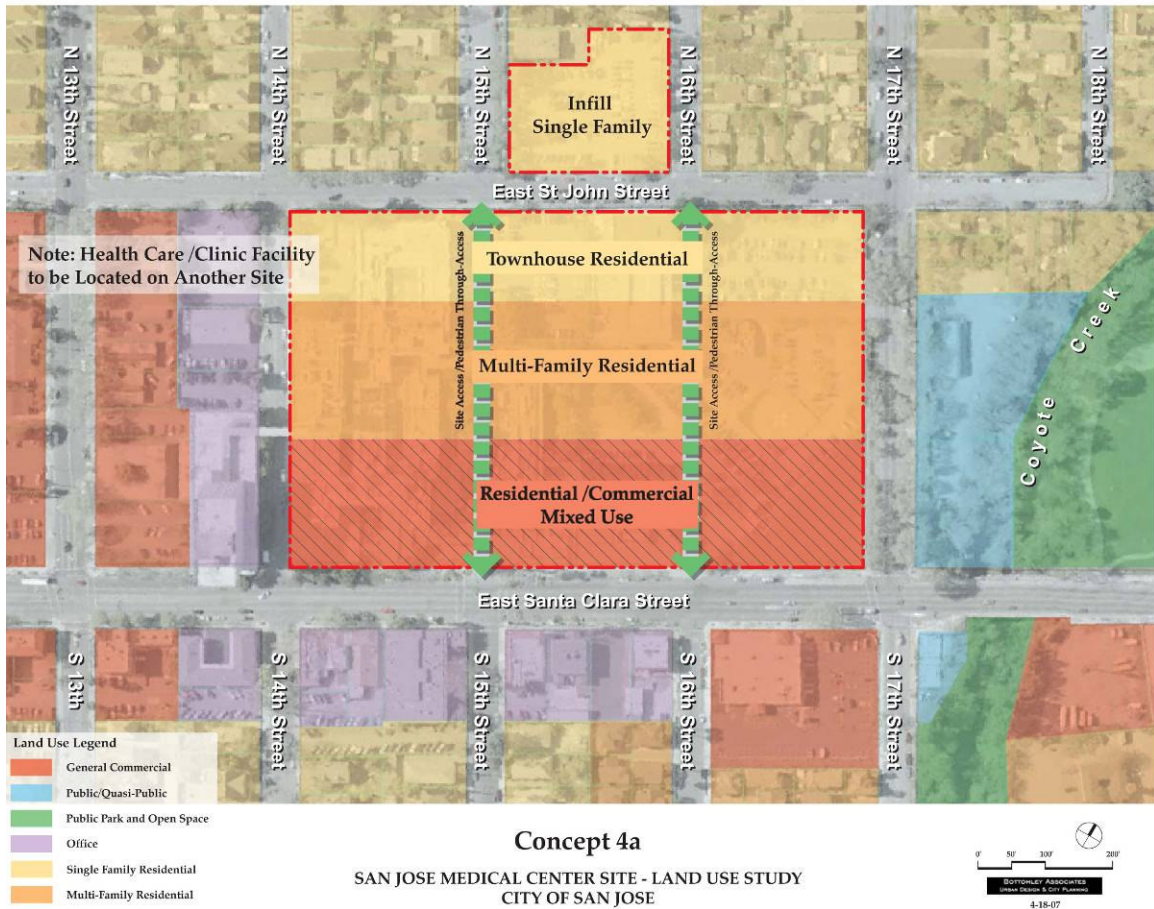 N 13th Street
N 14th Street
N 15th Street
N 16th Street
N 17th Street
N 18th Street
Infill
Single Family
East St John Street
Note: Health Care /Clinic Facility
to be Located on Another Site
Townhouse Residential
Site Access /Pedestrian Through-Access
Site Access /Pedestrian Through-Access
Multi-Family Residential
Coyote Creek
Residential /Commercial
Mixed Use
East Santa Clara Street
S 13th
S 14th Street
S 15th Street
S 16th Street
S 17th Street
Land Use Legend
General Commercial
Public/Quasi-Public
Public Park and Open Space
Office
Single Family Residential
Multi-Family Residential
Concept 4a
SAN JOSE MEDICAL CENTER SITE - LAND USE STUDY
CITY OF SAN JOSE
0' 50' 100' 200'
BOTTOMLEY ASSOCIATES
URBAN DESIGN & CITY PLANNING
4-18-07